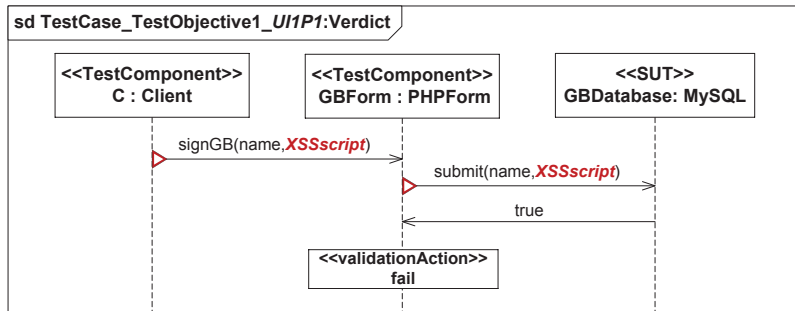 sd TestCase_TestObjective1_UI1P1:Verdict
<<TestComponent>>
C : Client
<<TestComponent>>
GBForm : PHPForm
<<SUT>>
GBDatabase: MySQL
signGB(name,XSSscript)
submit(name,XSSscript)
true
<<validationAction>>
fail